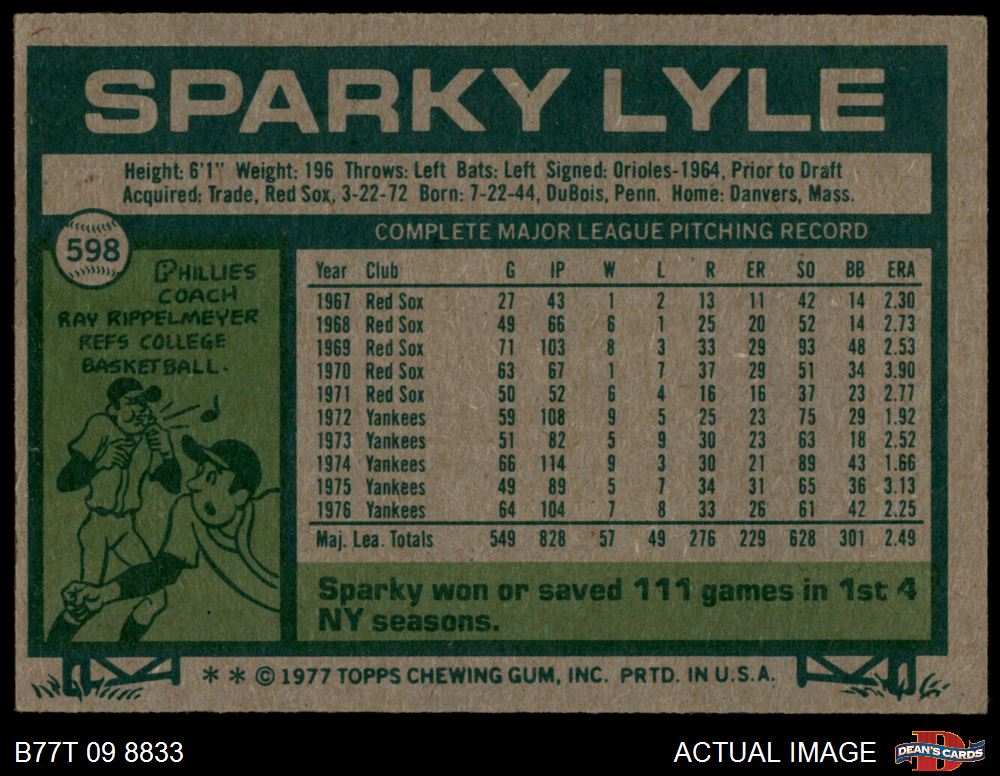 SPARKY LYLE
Height: 6'1" Weight: 196 Throws: Left Bats: Left Signed: Orioles-1964, Prior to Draft
Acquired: Trade, Red Sox, 3-22-72 Born: 7-22-44, DuBois, Penn. Home: Danvers, Mass.
598
PHILLIES
COACH
RAY RIPPELMEYER
REFS COLLEGE
BASKETBALL.
COMPLETE MAJOR LEAGUE PITCHING RECORD
Year Club G IP W L R ER SO BB ERA
1967 Red Sox 27 43 1 2 13 11 42 14 2.30
1968 Red Sox 49 66 6 1 25 20 52 14 2.73
1969 Red Sox 71 103 8 3 33 29 93 48 2.53
1970 Red Sox 63 67 1 7 37 29 51 34 3.90
1971 Red Sox 50 52 6 4 16 16 37 23 2.77
1972 Yankees 59 108 9 5 25 23 75 29 1.92
1973 Yankees 51 82 5 9 30 23 63 18 2.52
1974 Yankees 66 114 9 3 30 21 89 43 1.66
1975 Yankees 49 89 5 7 34 31 65 36 3.13
1976 Yankees 64 104 7 8 33 26 61 42 2.25
Maj. Lea. Totals 549 828 57 49 276 229 628 301 2.49
Sparky won or saved 111 games in 1st 4
NY seasons.
* * © 1977 TOPPS CHEWING GUM, INC. PRTD. IN U.S.A.
B77T 09 8833
ACTUAL IMAGE
D
DEAN'S CARDS